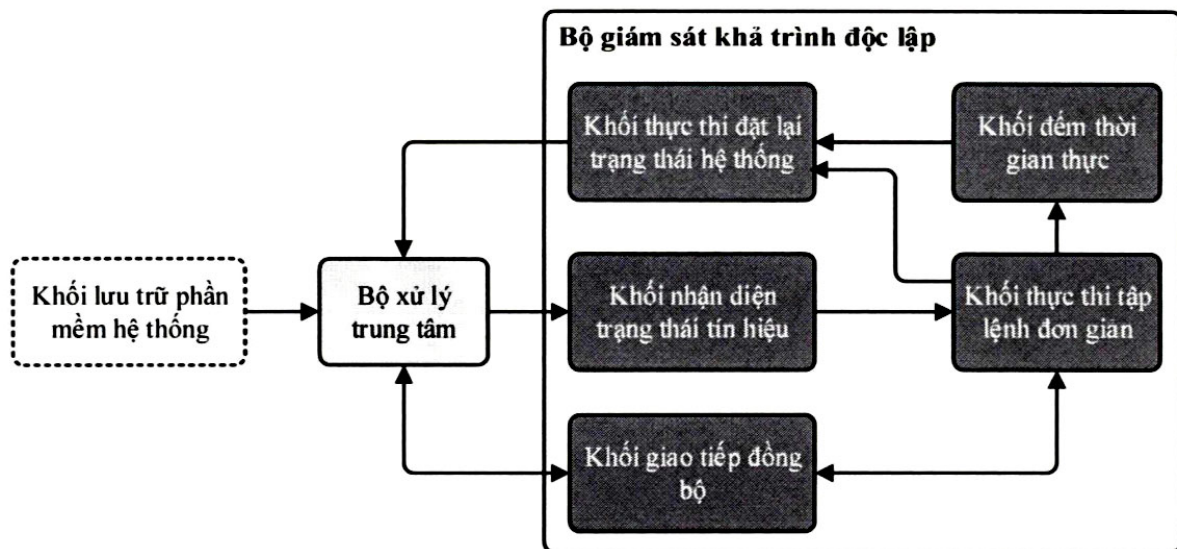 Bộ giám sát khả trình độc lập
Khối thực thi đặt lại
trạng thái hệ thống
Khối đếm thời
gian thực
Khối lưu trữ phần
mềm hệ thống
Bộ xử lý
trung tâm
Khối nhận diện
trạng thái tín hiệu
Khối thực thi tập
lệnh đơn giản
Khối giao tiếp đồng
bộ